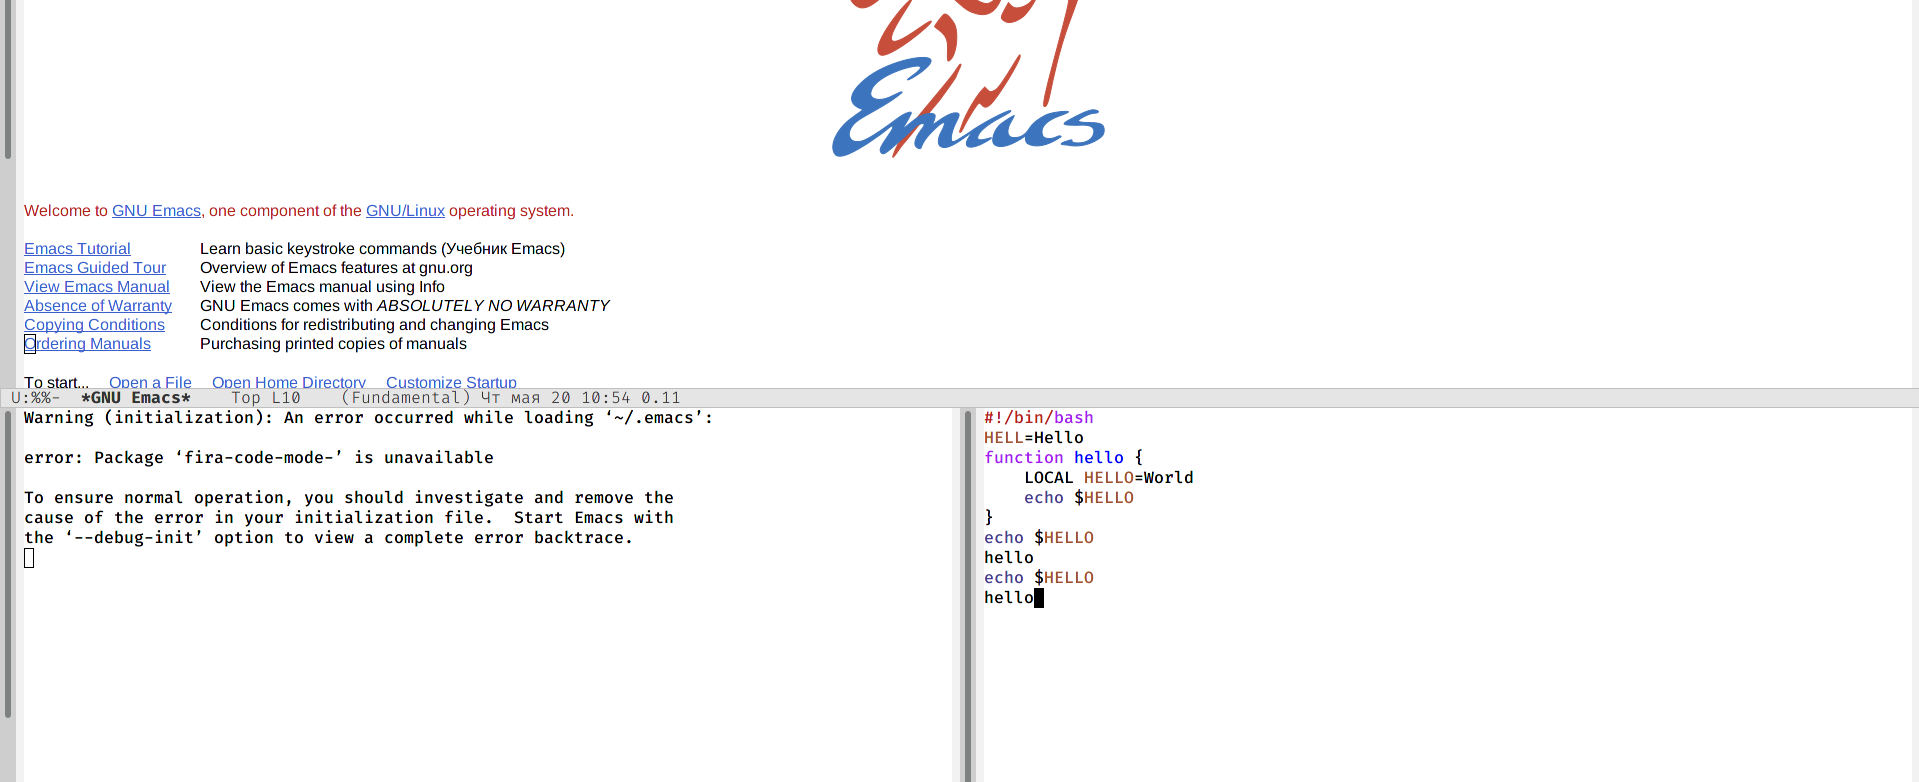 Emacs
Welcome to GNU Emacs, one component of the GNU/Linux operating system.
Emacs Tutorial Learn basic keystroke commands (Учебник Emacs)
Emacs Guided Tour Overview of Emacs features at gnu.org
View Emacs Manual View the Emacs manual using Info
Absence of Warranty GNU Emacs comes with ABSOLUTELY NO WARRANTY
Copying Conditions Conditions for redistributing and changing Emacs
Ordering Manuals Purchasing printed copies of manuals
To start... Open a File Open Home Directory Customize Startup
U:%%- *GNU Emacs* Top L10 (Fundamental) Чт мая 20 10:54 0.11
Warning (initialization): An error occurred while loading ‘~/.emacs’:
error: Package ‘fira-code-mode-’ is unavailable
To ensure normal operation, you should investigate and remove the
cause of the error in your initialization file. Start Emacs with
the ‘--debug-init’ option to view a complete error backtrace.
#!/bin/bash
HELL=Hello
function hello {
LOCAL HELLO=World
echo $HELLO
}
echo $HELLO
hello
echo $HELLO
hello